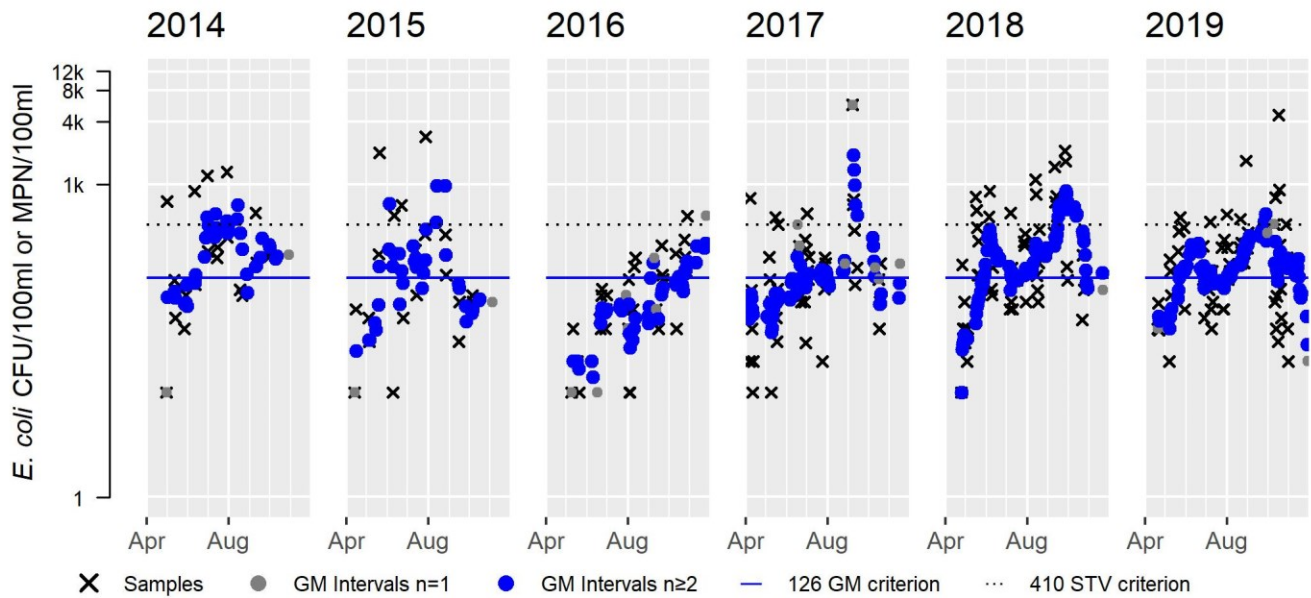 2014 2015 2016 2017 2018 2019
E. coli CFU/100ml or MPN/100ml
12k
8k
4k
1k
1
Apr Aug Apr Aug Apr Aug Apr Aug Apr Aug Apr Aug
Samples GM Intervals n=1 GM Intervals n≥2 126 GM criterion 410 STV criterion